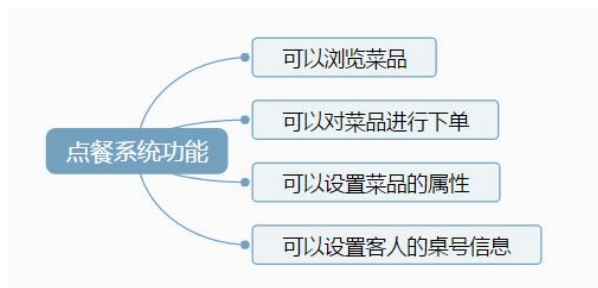 可以浏览菜品
可以对菜品进行下单
点餐系统功能
可以设置菜品的属性
可以设置客人的桌号信息